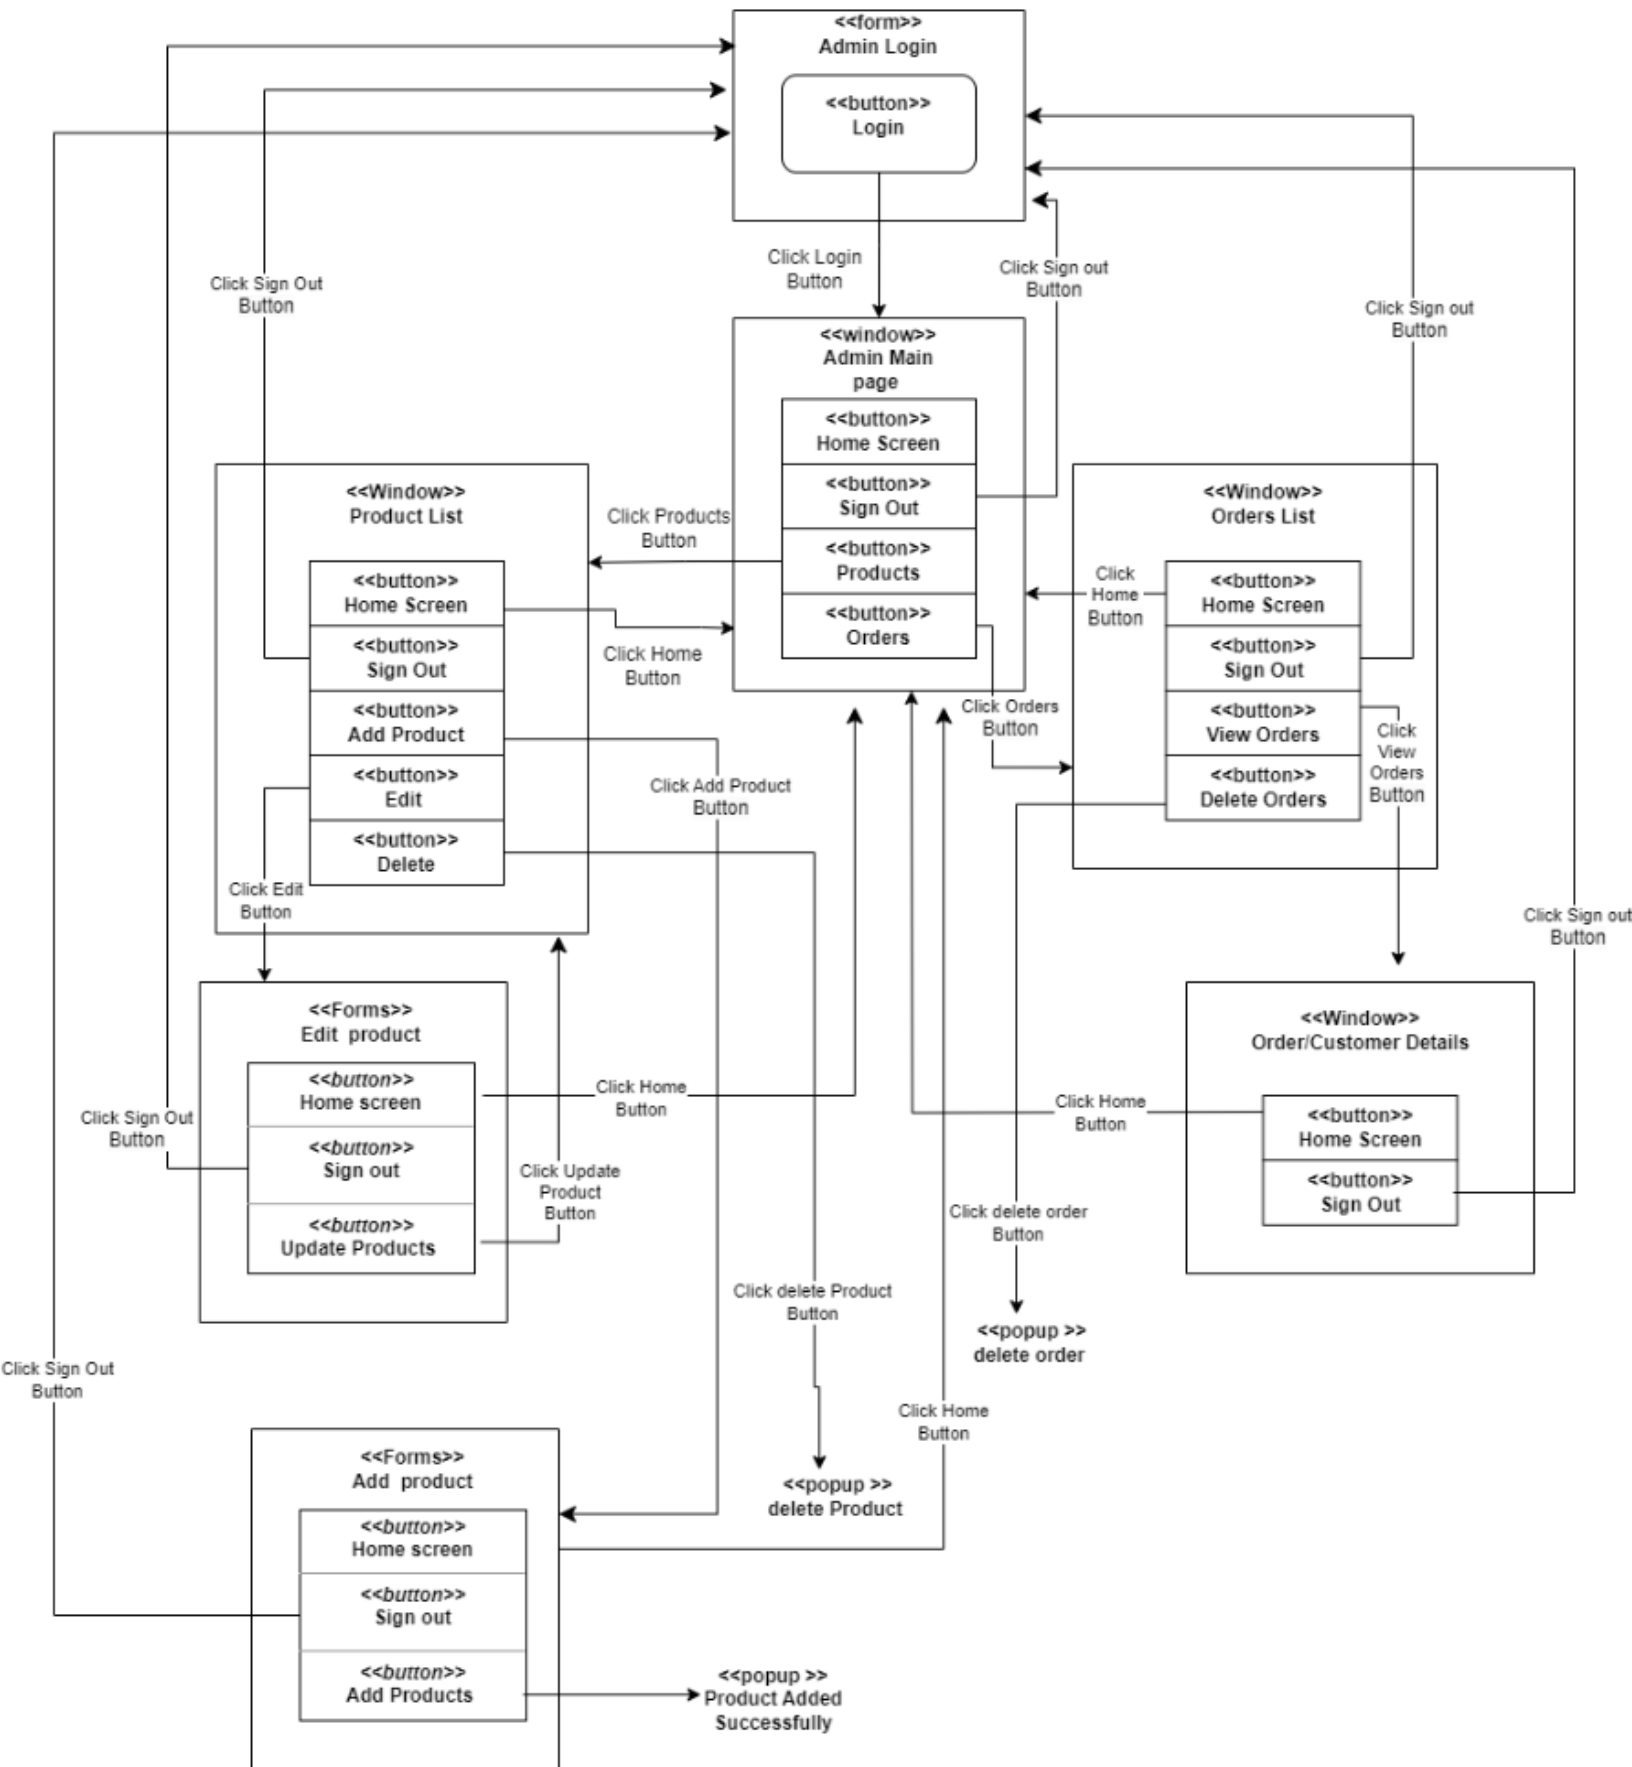 <<form>>
Admin Login
<<button>>
Login
Click Login
Button
Click Sign out
Button
Click Sign Out
Button
Click Sign out
Button
<<window>>
Admin Main
page
<<button>>
Home Screen
<<button>>
Sign Out
<<button>>
Products
<<button>>
Orders
<<Window>>
Product List
<<button>>
Home Screen
<<button>>
Sign Out
<<button>>
Add Product
<<button>>
Edit
<<button>>
Delete
Click Products
Button
Click Home
Button
<<Window>>
Orders List
<<button>>
Home Screen
<<button>>
Sign Out
<<button>>
View Orders
<<button>>
Delete Orders
Click
Home
Button
Click Orders
Button
Click
View
Orders
Button
Click Add Product
Button
Click Edit
Button
Click Sign out
Button
<<Forms>>
Edit product
<<button>>
Home screen
<<button>>
Sign out
<<button>>
Update Products
Click Sign Out
Button
Click Home
Button
Click Update
Product
Button
<<Window>>
Order/Customer Details
<<button>>
Home Screen
<<button>>
Sign Out
Click Home
Button
Click delete order
Button
Click delete Product
Button
<<popup >>
delete order
Click Sign Out
Button
Click Home
Button
<<popup >>
delete Product
<<Forms>>
Add product
<<button>>
Home screen
<<button>>
Sign out
<<button>>
Add Products
<<popup >>
Product Added
Successfully